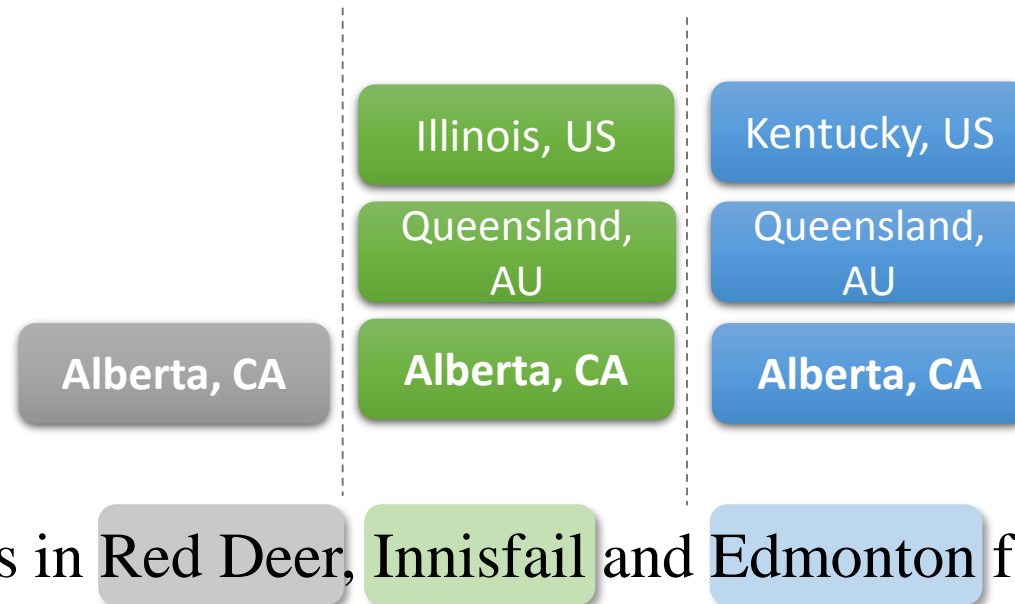 Illinois, US
Kentucky, US
Queensland,
AU
Queensland,
AU
Alberta, CA
Alberta, CA
Alberta, CA
s in Red Deer, Innisfail and Edmonton f